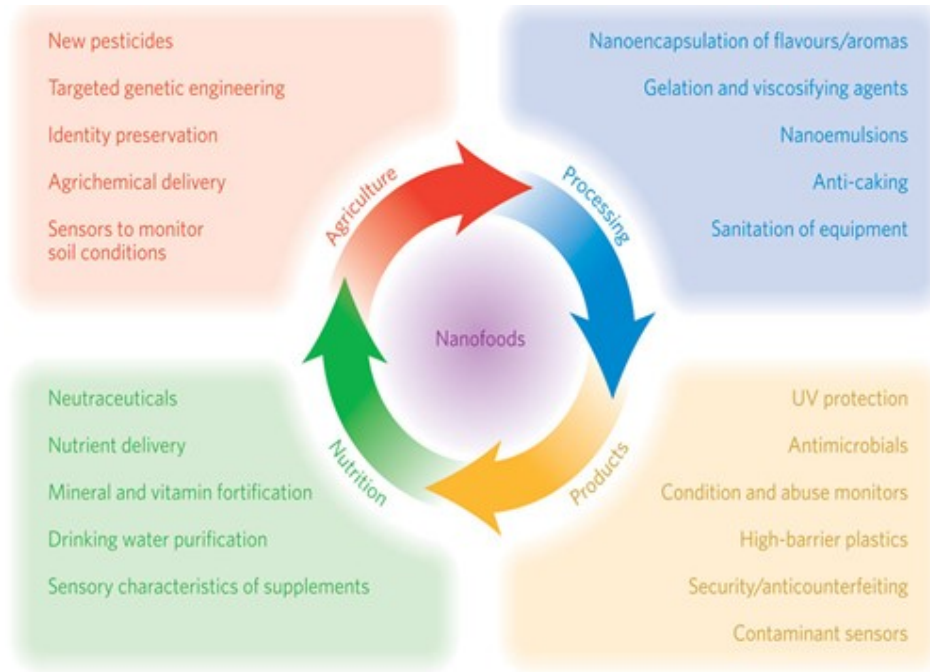 New pesticides
Targeted genetic engineering
Identity preservation
Agrichemical delivery
Sensors to monitor
soil conditions
Nanoencapsulation of flavours/aromas
Gelation and viscosifying agents
Nanoemulsions
Anti-caking
Sanitation of equipment
Agriculture
Processing
Nanofoods
Nutrition
Products
Neutraceuticals
Nutrient delivery
Mineral and vitamin fortification
Drinking water purification
Sensory characteristics of supplements
UV protection
Antimicrobials
Condition and abuse monitors
High-barrier plastics
Security/anticounterfeiting
Contaminant sensors